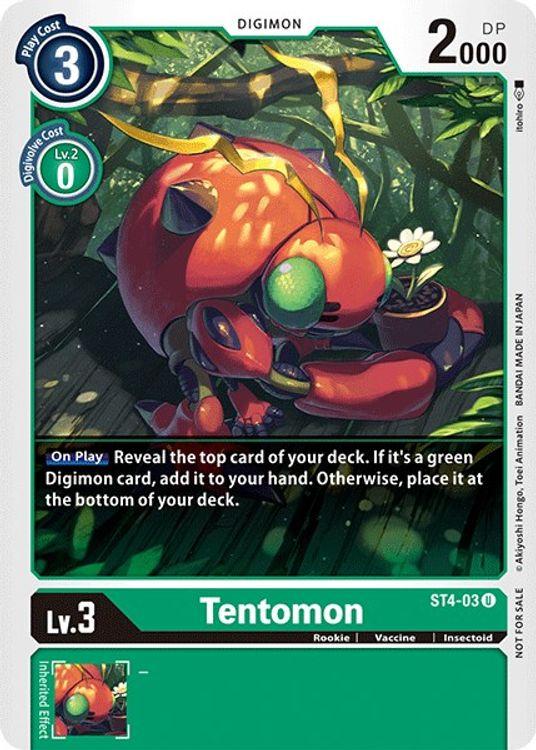 Play Cost
3
DIGIMON
DP
2000
Digivolve Cost
Lv.2
0
itohiro
On Play Reveal the top card of your deck. If it's a green
Digimon card, add it to your hand. Otherwise, place it at
the bottom of your deck.
© Akiyoshi Hongo, Toei Animation BANDAI MADE IN JAPAN
NOT FOR SALE
Lv.3
Tentomon
ST4-03 U
Rookie | Vaccine | Insectoid
Inherited Effect
–